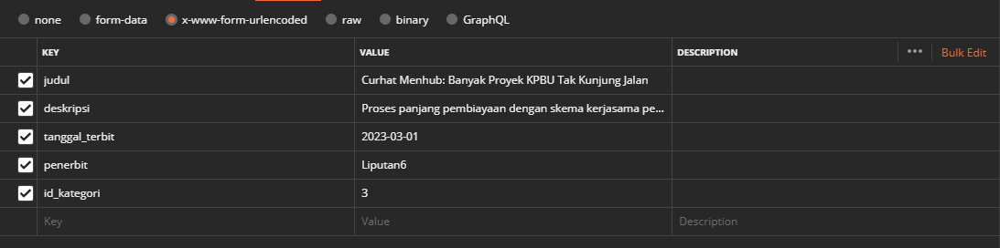 none form-data x-www-form-urlencoded raw binary GraphQL
KEY VALUE DESCRIPTION ••• Bulk Edit
judul Curhat Menhub: Banyak Proyek KPBU Tak Kunjung Jalan
deskripsi Proses panjang pembiayaan dengan skema kerjasama pe...
tanggal_terbit 2023-03-01
penerbit Liputan6
id_kategori 3
Key Value Description